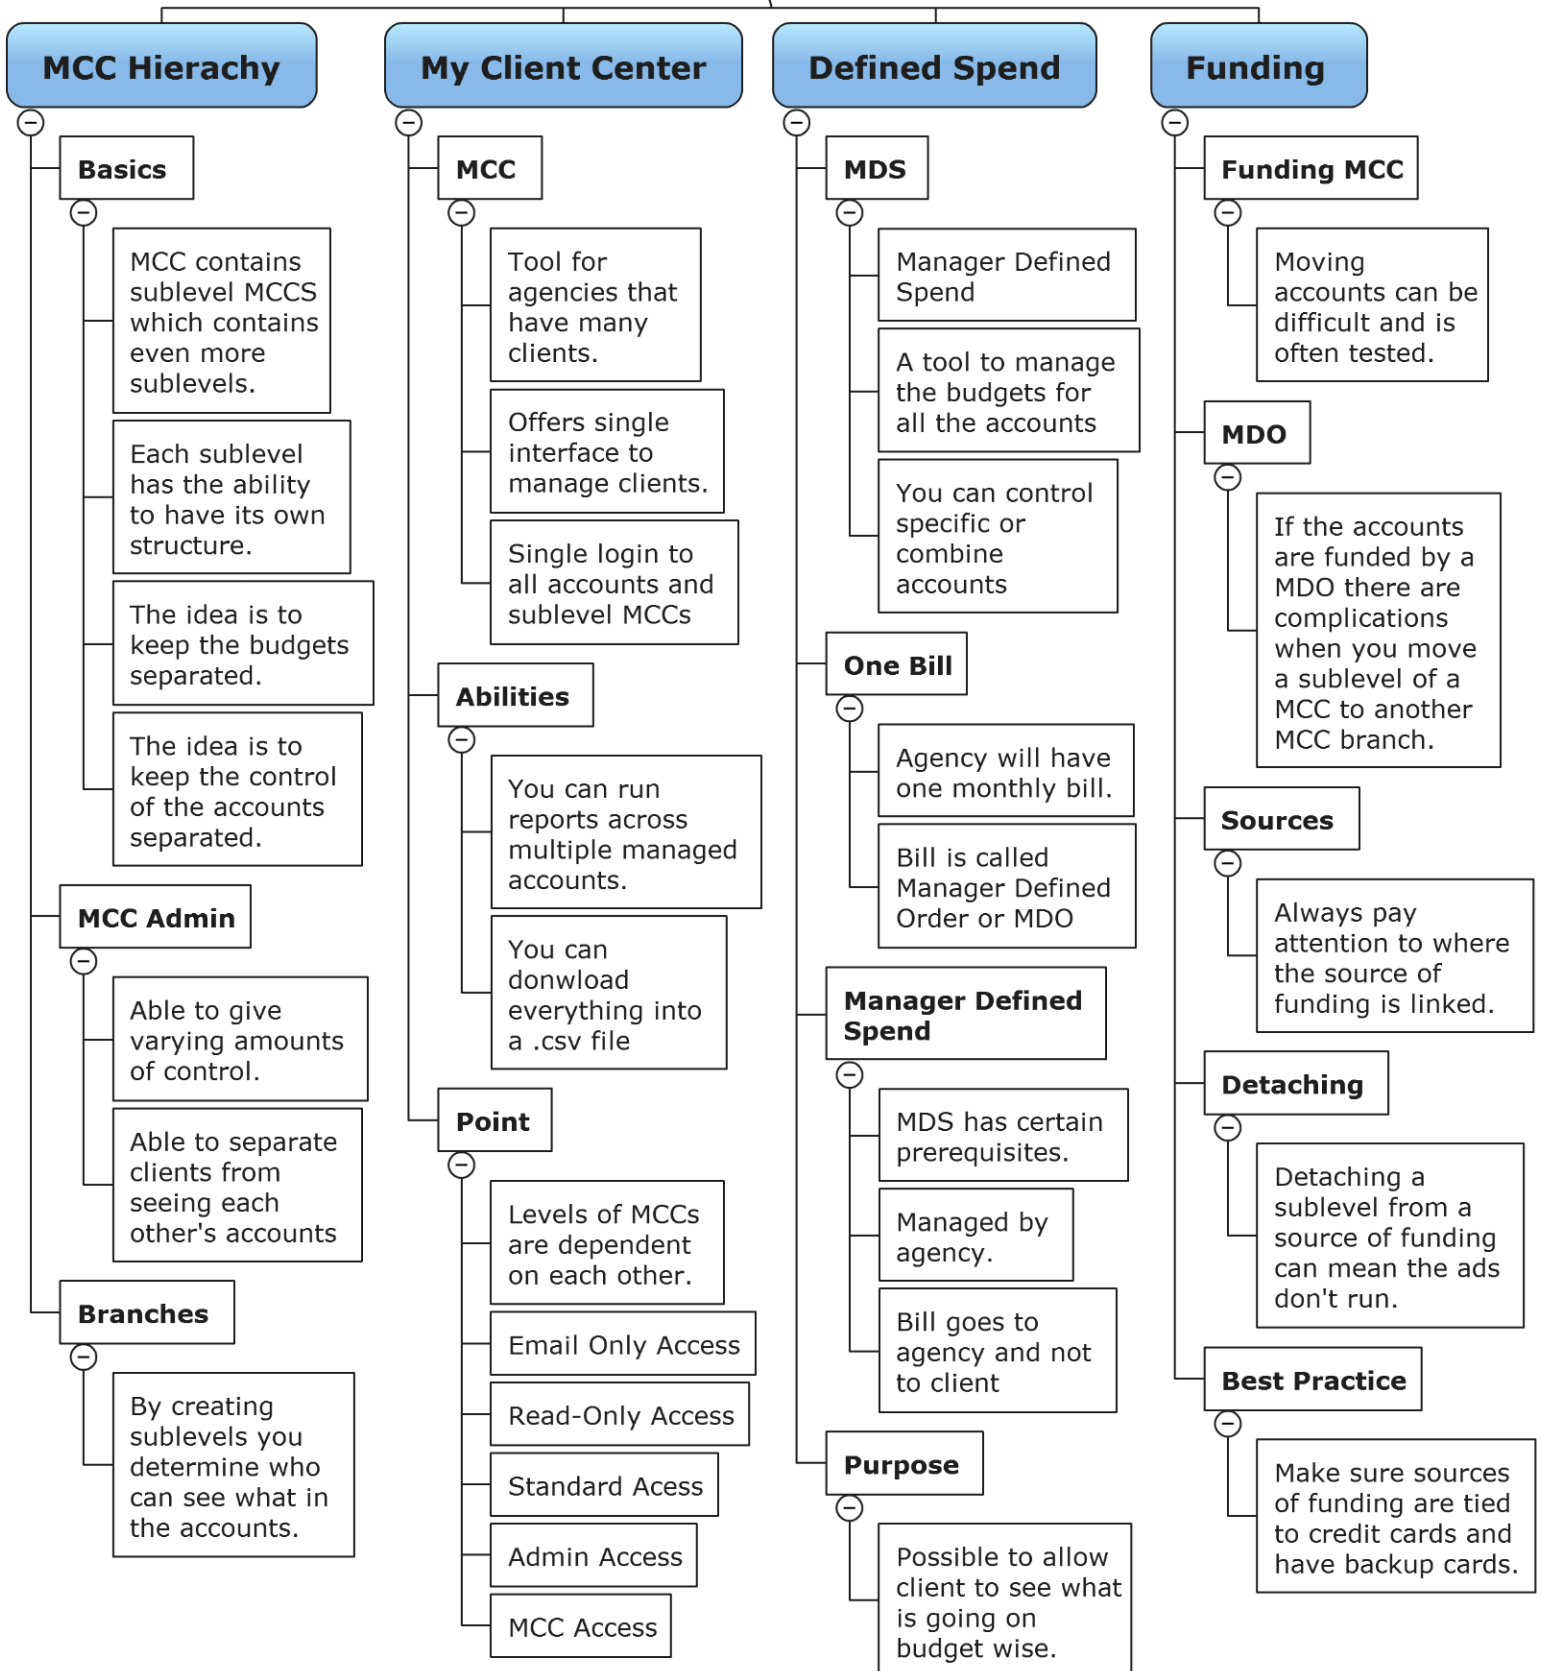 MCC Hierachy
Basics
MCC contains
sublevel MCCS
which contains
even more
sublevels.
Each sublevel
has the ability
to have its own
structure.
The idea is to
keep the budgets
separated.
The idea is to
keep the control
of the accounts
separated.
MCC Admin
Able to give
varying amounts
of control.
Able to separate
clients from
seeing each
other's accounts
Branches
By creating
sublevels you
determine who
can see what in
the accounts.
My Client Center
MCC
Tool for
agencies that
have many
clients.
Offers single
interface to
manage clients.
Single login to
all accounts and
sublevel MCCs
Abilities
You can run
reports across
multiple managed
accounts.
You can
donwload
everything into
a .csv file
Point
Levels of MCCs
are dependent
on each other.
Email Only Access
Read-Only Access
Standard Acess
Admin Access
MCC Access
Defined Spend
MDS
Manager Defined
Spend
A tool to manage
the budgets for
all the accounts
You can control
specific or
combine
accounts
One Bill
Agency will have
one monthly bill.
Bill is called
Manager Defined
Order or MDO
Manager Defined
Spend
MDS has certain
prerequisites.
Managed by
agency.
Bill goes to
agency and not
to client
Purpose
Possible to allow
client to see what
is going on
budget wise.
Funding
Funding MCC
Moving
accounts can be
difficult and is
often tested.
MDO
If the accounts
are funded by a
MDO there are
complications
when you move
a sublevel of a
MCC to another
MCC branch.
Sources
Always pay
attention to where
the source of
funding is linked.
Detaching
Detaching a
sublevel from a
source of funding
can mean the ads
don't run.
Best Practice
Make sure sources
of funding are tied
to credit cards and
have backup cards.